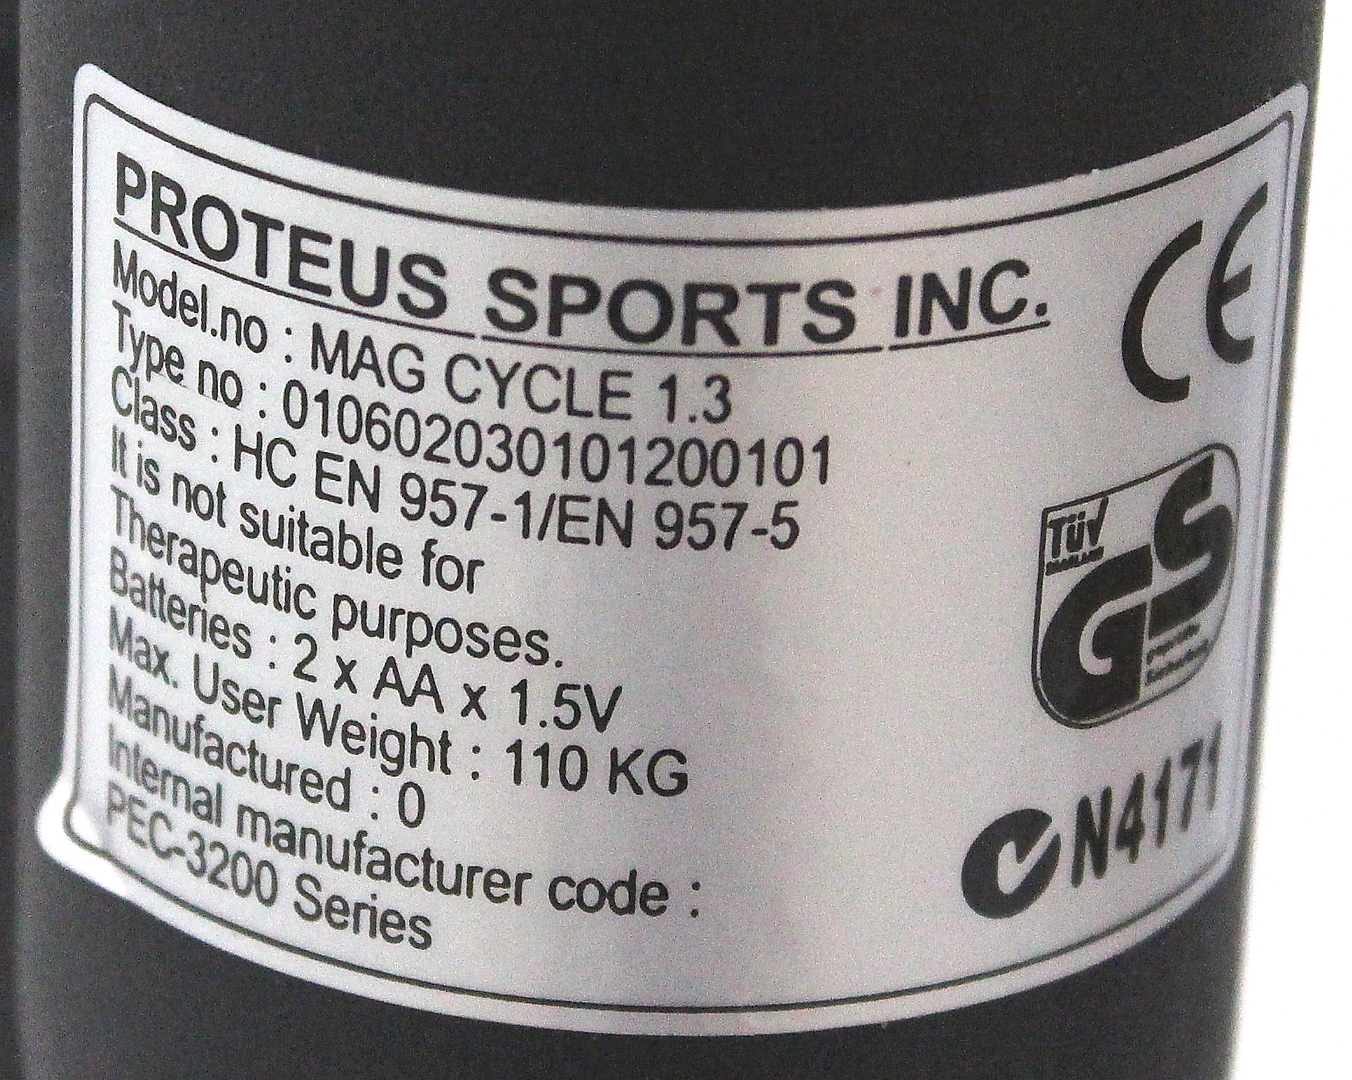 PROTEUS SPORTS INC.
Model.no : MAG CYCLE 1.3
Type no : 010602030101200101
Class : HC EN 957-1/EN 957-5
It is not suitable for
Therapeutic purposes.
Batteries : 2 x AA x 1.5V
Max. User Weight : 110 KG
Manufactured : 0
Internal manufacturer code :
PEC-3200 Series
CE
TÜV
GS
N4171